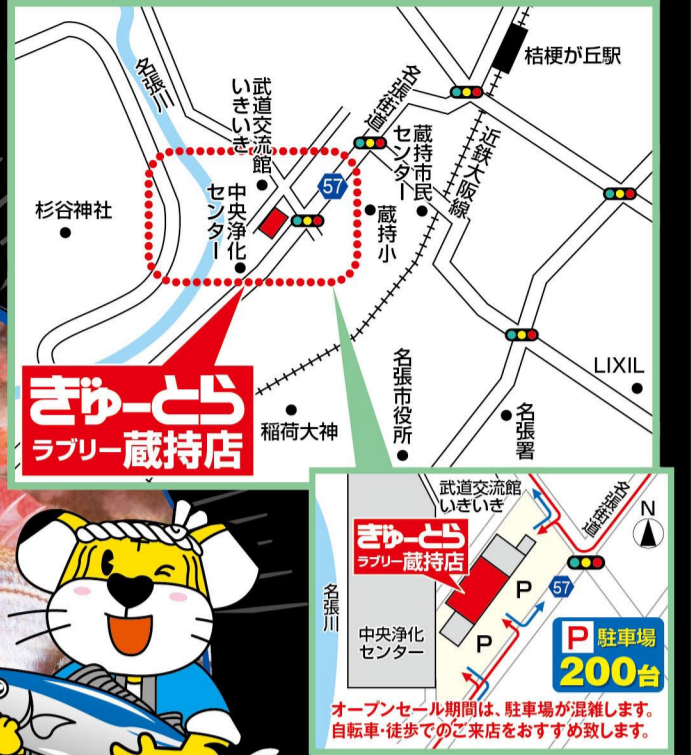 桔梗が丘駅
名張川
武道交流館
いきいき
名張街道
蔵持市民
センター
近鉄大阪線
57
杉谷神社
中央浄化
センター
蔵持小
ぎゅーとら
ラブリー蔵持店
稲荷大神
名張市役所
名張署
LIXIL
武道交流館
いきいき
名張街道
N
ぎゅーとら
ラブリー蔵持店
P
57
名張川
中央浄化
センター
P
P 駐車場
200台
オープンセール期間は、駐車場が混雑します。
自転車・徒歩でのご来店をおすすめ致します。